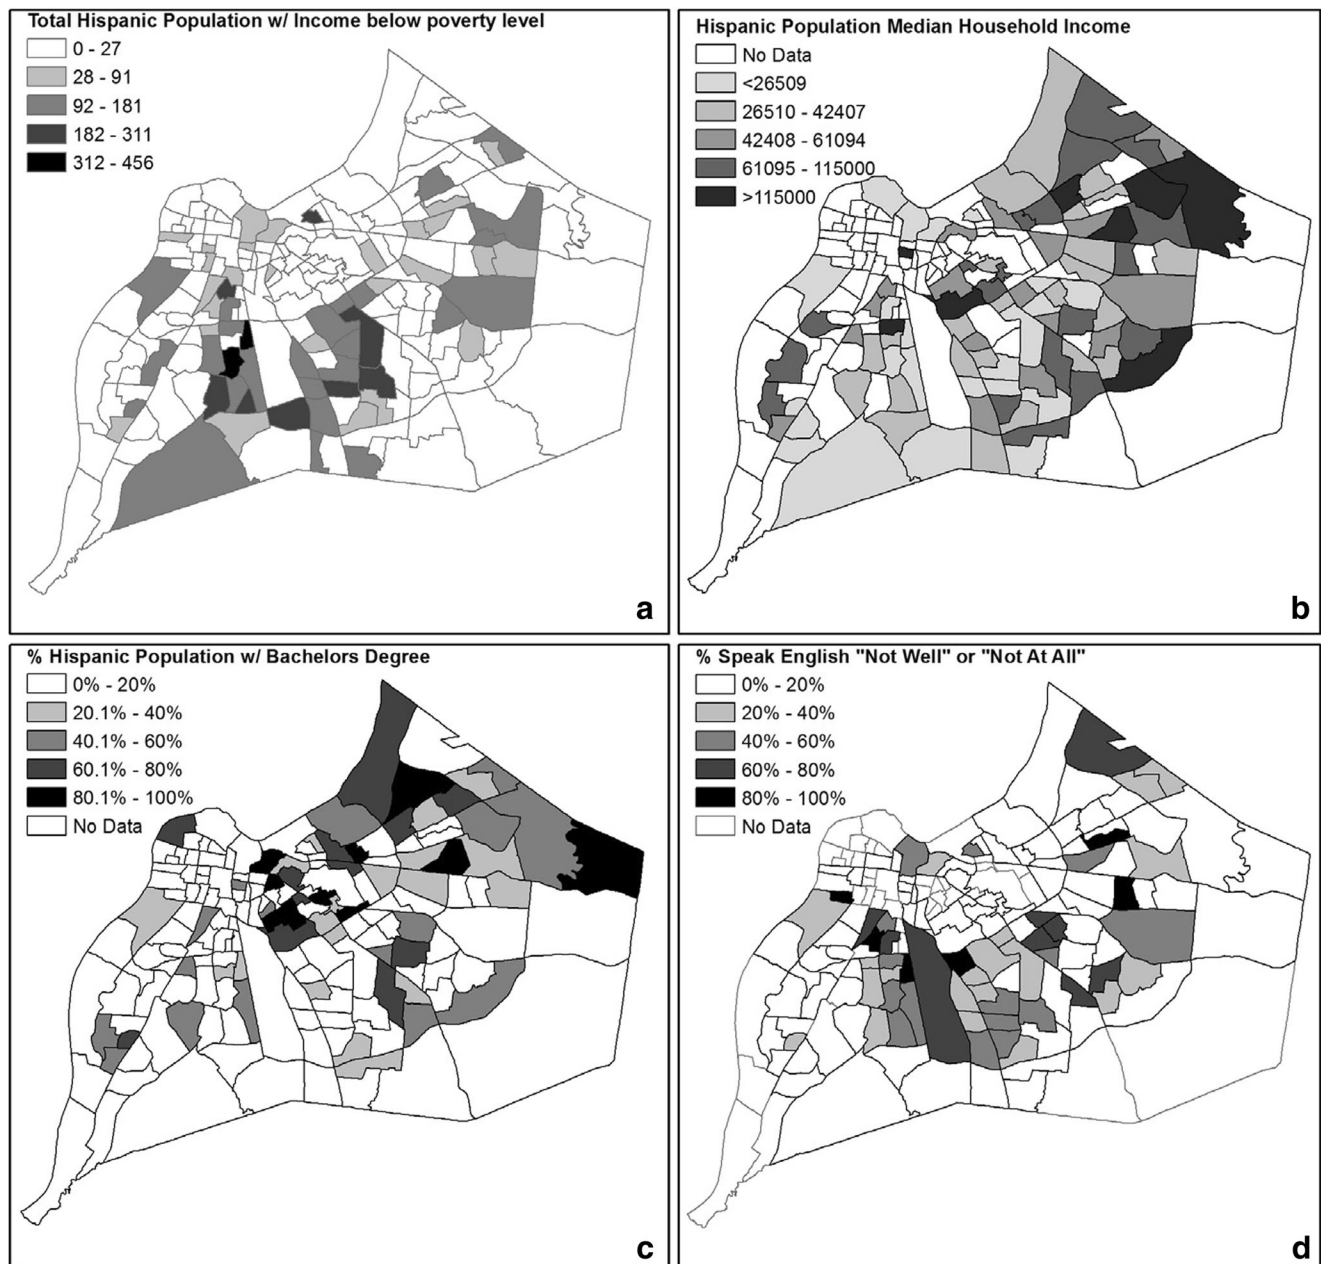 Total Hispanic Population w/ Income below poverty level
0 - 27
28 - 91
92 - 181
182 - 311
312 - 456
a
Hispanic Population Median Household Income
No Data
<26509
26510 - 42407
42408 - 61094
61095 - 115000
>115000
b
% Hispanic Population w/ Bachelors Degree
0% - 20%
20.1% - 40%
40.1% - 60%
60.1% - 80%
80.1% - 100%
No Data
c
% Speak English "Not Well" or "Not At All"
0% - 20%
20% - 40%
40% - 60%
60% - 80%
80% - 100%
No Data
d